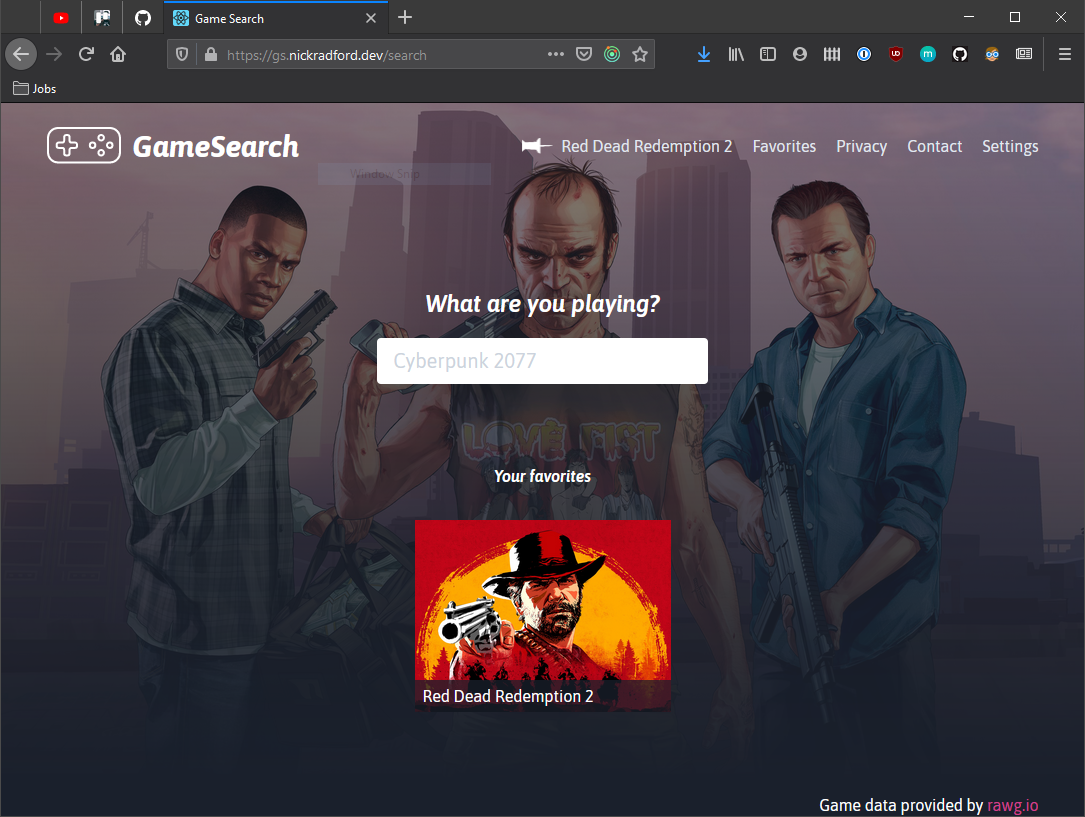 Game Search
https://gs.nickradford.dev/search
Jobs
GameSearch
Red Dead Redemption 2 Favorites Privacy Contact Settings
Window Snip
What are you playing?
Cyberpunk 2077
LOVE FIST
Your favorites
Red Dead Redemption 2
Game data provided by rawg.io